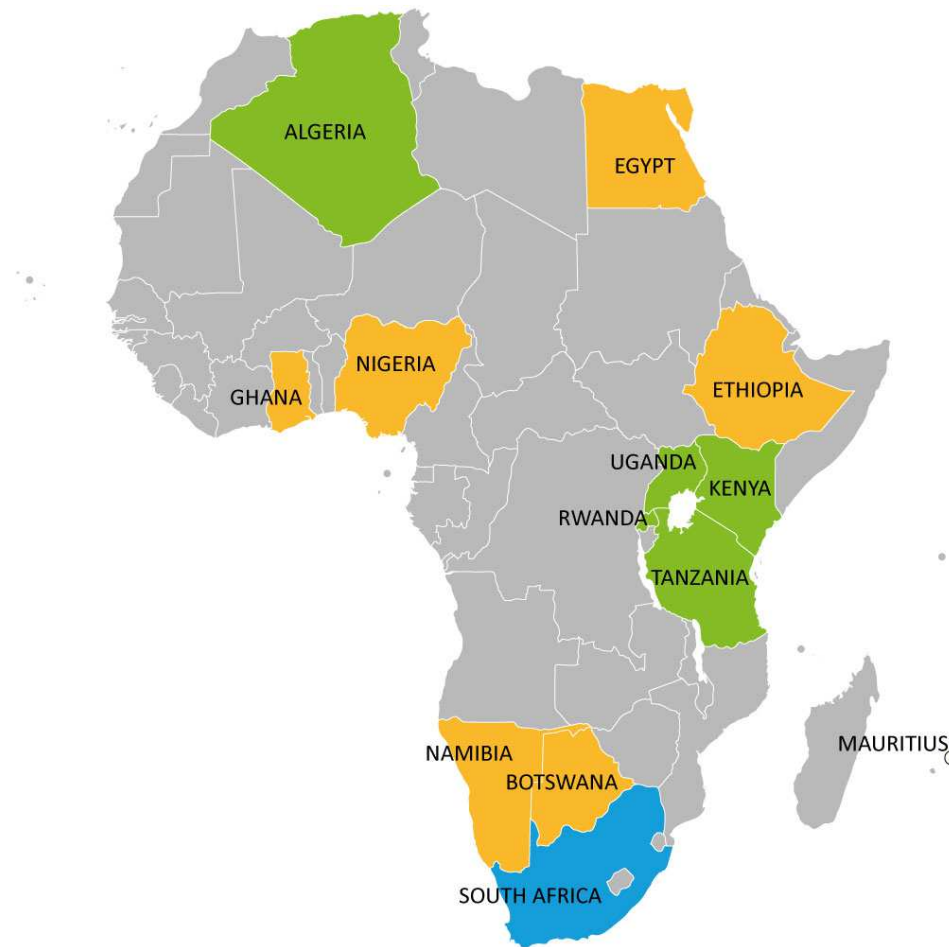 ALGERIA
EGYPT
NIGERIA
GHANA
ETHIOPIA
UGANDA
KENYA
RWANDA
TANZANIA
MAURITIUS
NAMIBIA
BOTSWANA
SOUTH AFRICA